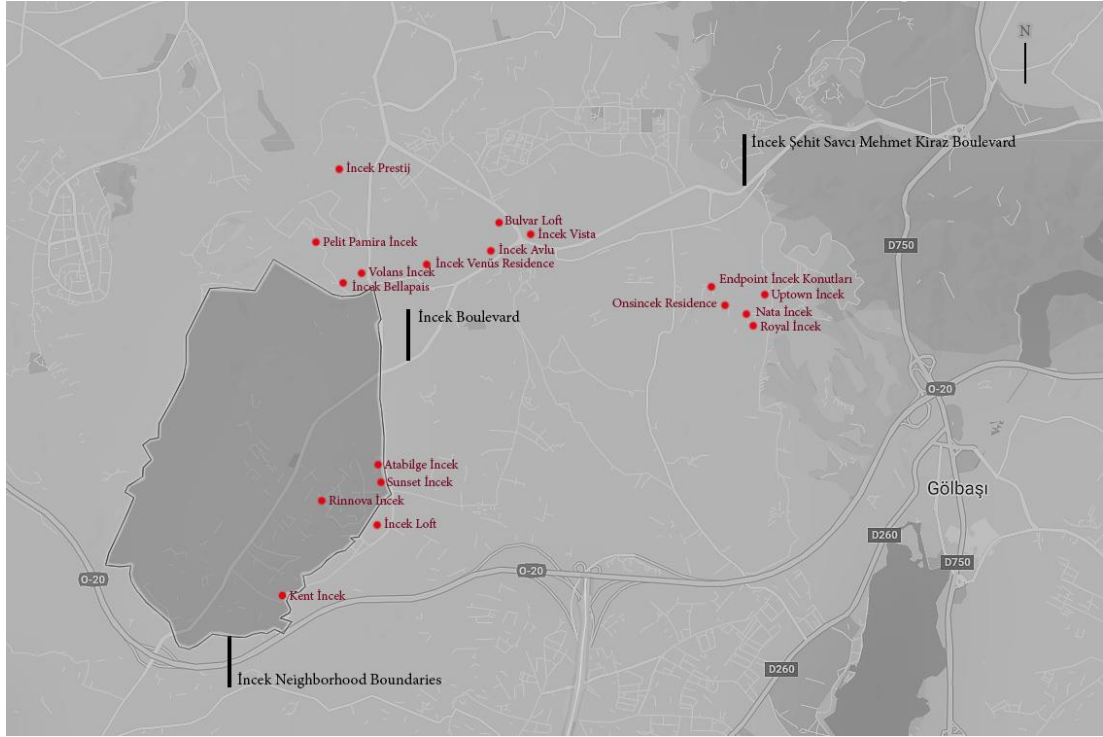 N
İncek Şehit Savcı Mehmet Kiraz Boulevard
İncek Prestij
Bulvar Loft
İncek Vista
Pelit Pamira İncek
D750
İncek Avlu
İncek Venüs Residence
Volans İncek
İncek Bellapais
Endpoint İncek Konutları
Uptown İncek
Onsincek Residence
Nata İncek
Royal İncek
İncek Boulevard
O-20
Atabilge İncek
Sunset İncek
Gölbaşı
Rinnova İncek
İncek Loft
D260
D750
O-20
O-20
Kent İncek
D260
İncek Neighborhood Boundaries